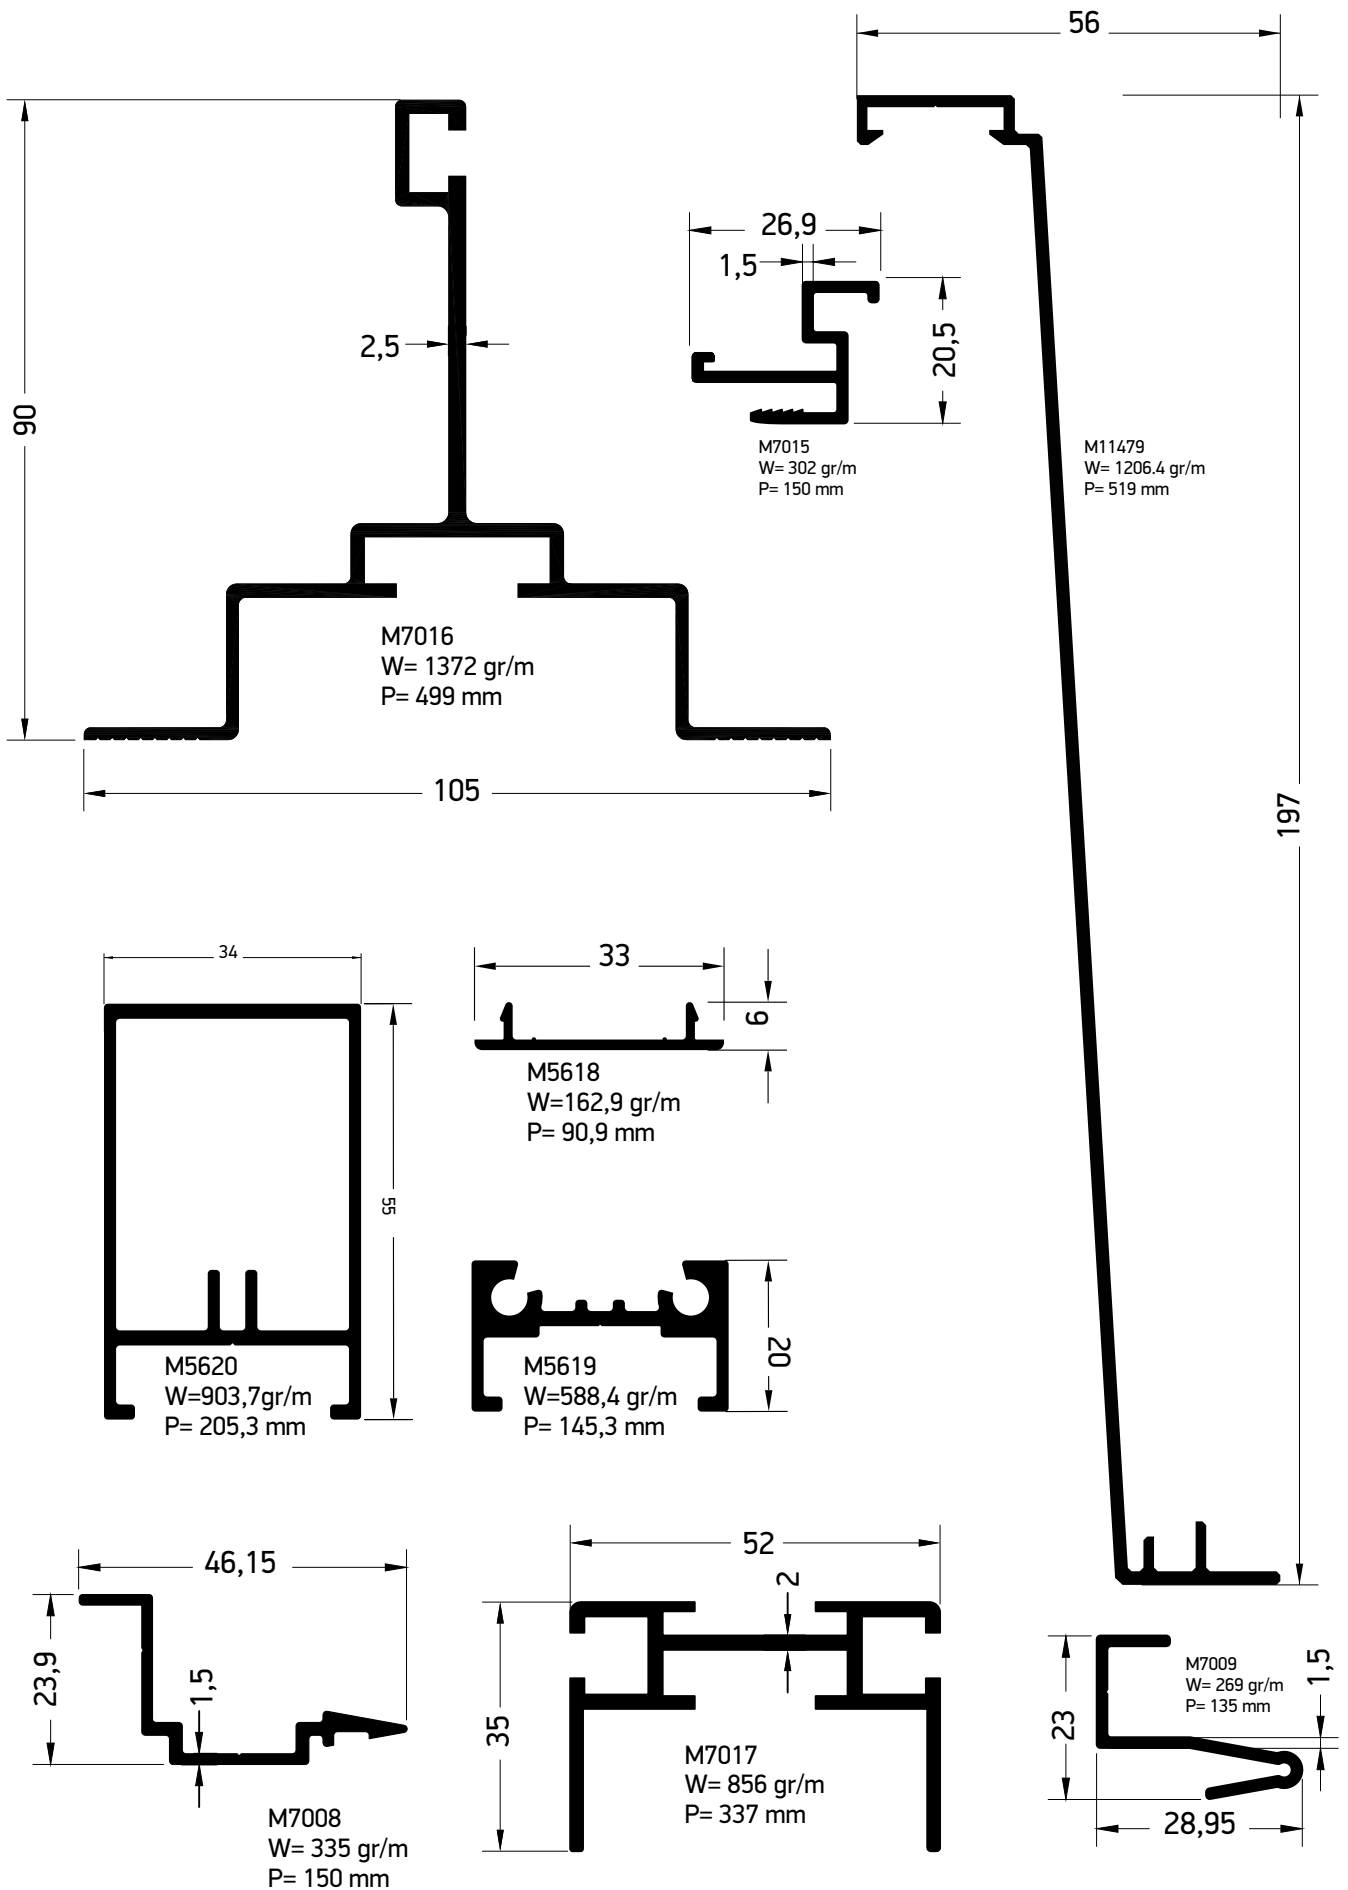 56
90
26,9
1,5
2,5
20,5
M7015
W= 302 gr/m
P= 150 mm
M11479
W= 1206.4 gr/m
P= 519 mm
M7016
W= 1372 gr/m
P= 499 mm
105
197
34
33
6
M5618
W=162,9 gr/m
P= 90,9 mm
55
M5620
W=903,7gr/m
P= 205,3 mm
M5619
W=588,4 gr/m
P= 145,3 mm
20
46,15
52
2
23,9
1,5
35
M7017
W= 856 gr/m
P= 337 mm
M7009
W= 269 gr/m
P= 135 mm
1,5
23
28,95
M7008
W= 335 gr/m
P= 150 mm